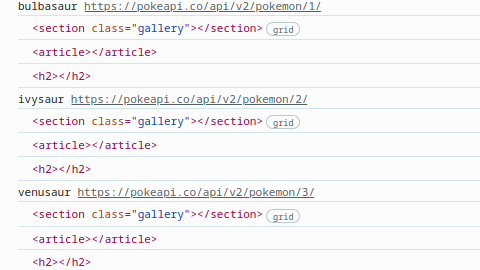 bulbasaur https://pokeapi.co/api/v2/pokemon/1/
<section class="gallery"></section> grid
<article></article>
<h2></h2>
ivysaur https://pokeapi.co/api/v2/pokemon/2/
<section class="gallery"></section> grid
<article></article>
<h2></h2>
venusaur https://pokeapi.co/api/v2/pokemon/3/
<section class="gallery"></section> grid
<article></article>
<h2></h2>